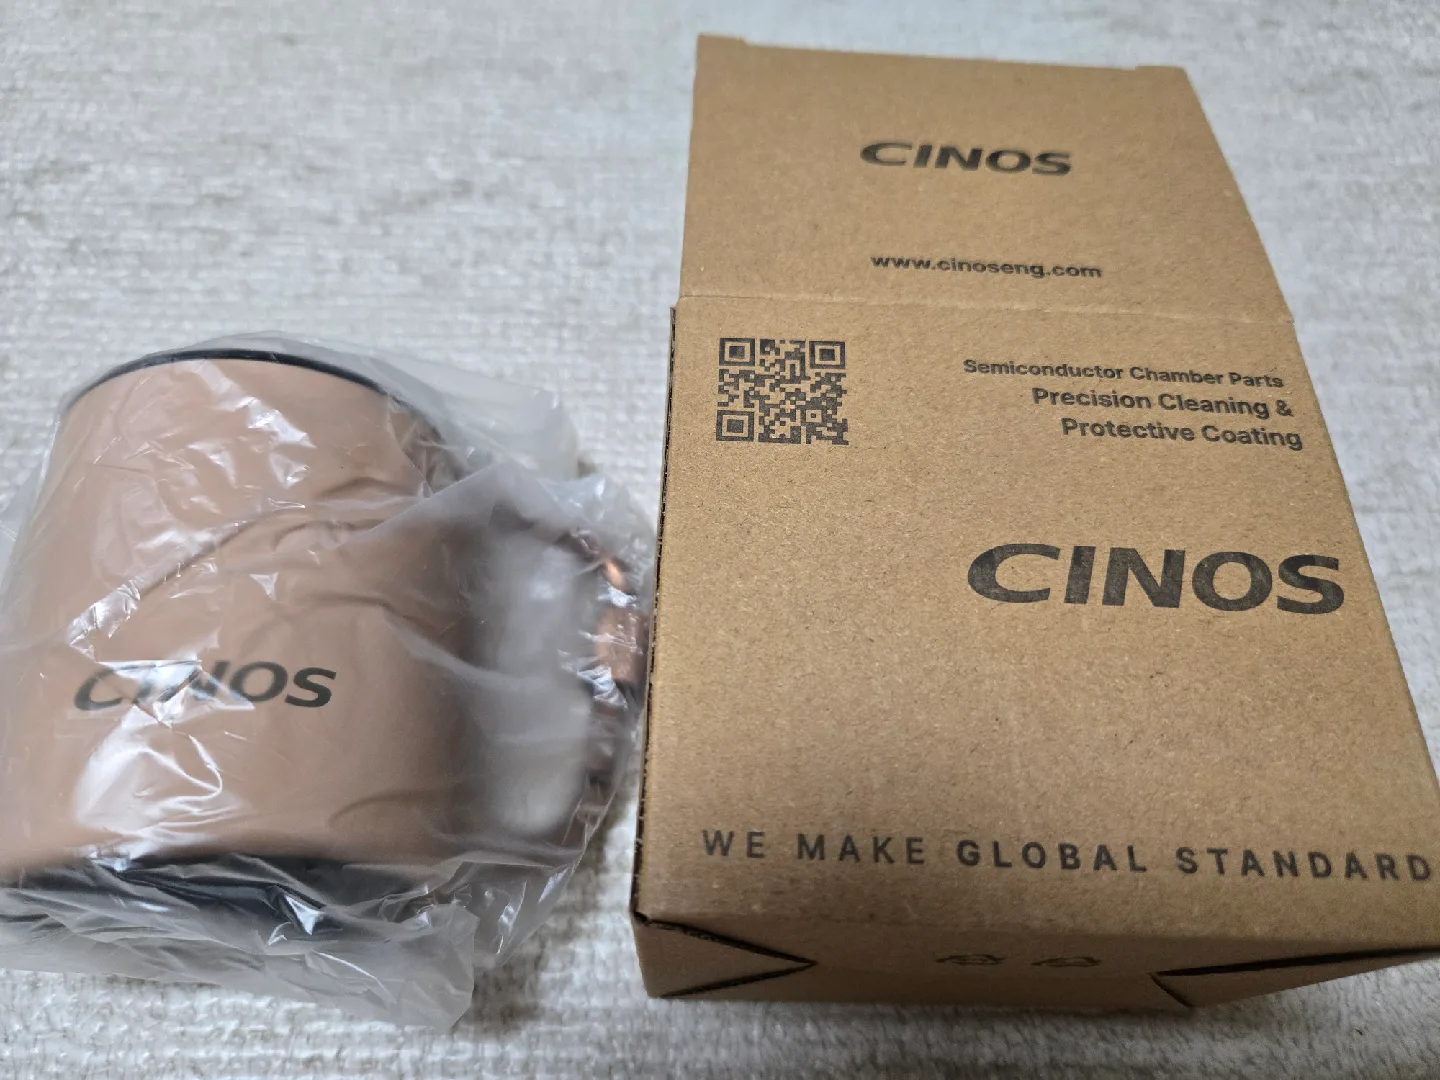 CINOS
www.cinoseng.com
Semiconductor Chamber Parts
Precision Cleaning &
Protective Coating
CINOS
WE MAKE GLOBAL STANDARD
CINOS